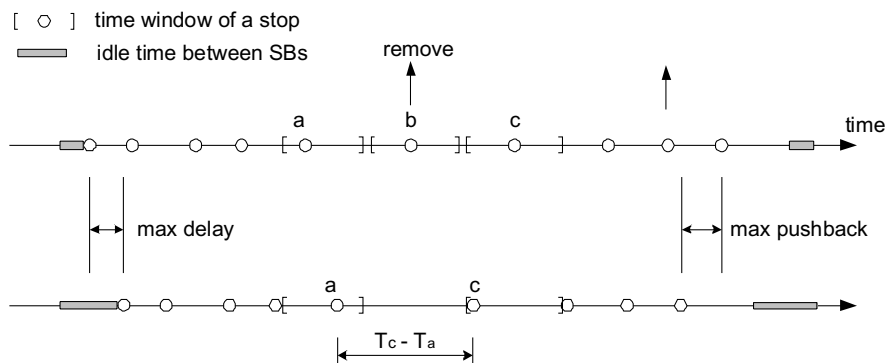 [ ] time window of a stop
idle time between SBs
remove
a b c
[ ] [ ] [ ] time
max delay
max pushback
a c
[ ] [ ]
Tc - Ta